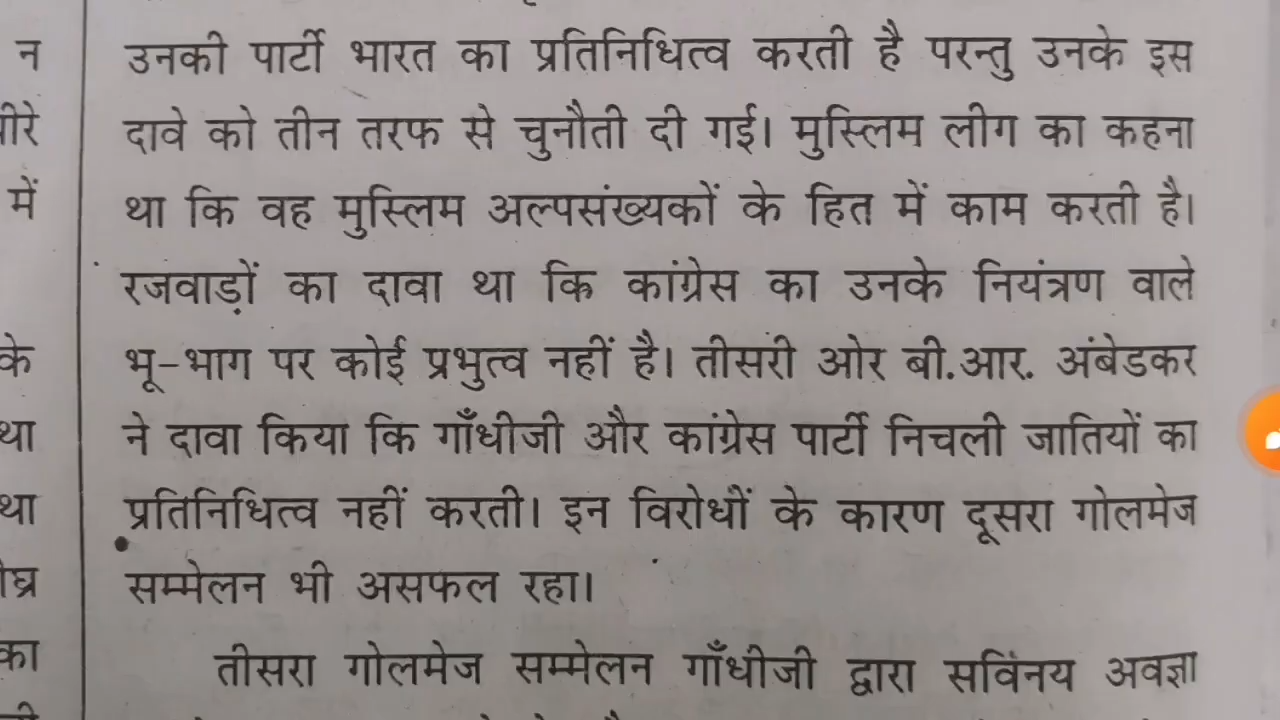 न
ीरे
में
के
था
था
का
उनकी पार्टी भारत का प्रतिनिधित्व करती है परन्तु उनके इस
दावे को तीन तरफ से चुनौती दी गई। मुस्लिम लीग का कहना
था कि वह मुस्लिम अल्पसंख्यकों के हित में काम करती है।
रजवाड़ों का दावा था कि कांग्रेस का उनके नियंत्रण वाले
भू-भाग पर कोई प्रभुत्व नहीं है। तीसरी ओर बी.आर. अंबेडकर
ने दावा किया कि गाँधीजी और कांग्रेस पार्टी निचली जातियों का
प्रतिनिधित्व नहीं करती। इन विरोधों के कारण दूसरा गोलमेज
सम्मेलन भी असफल रहा।
तीसरा गोलमेज सम्मेलन गाँधीजी द्वारा सविनय अवज्ञा